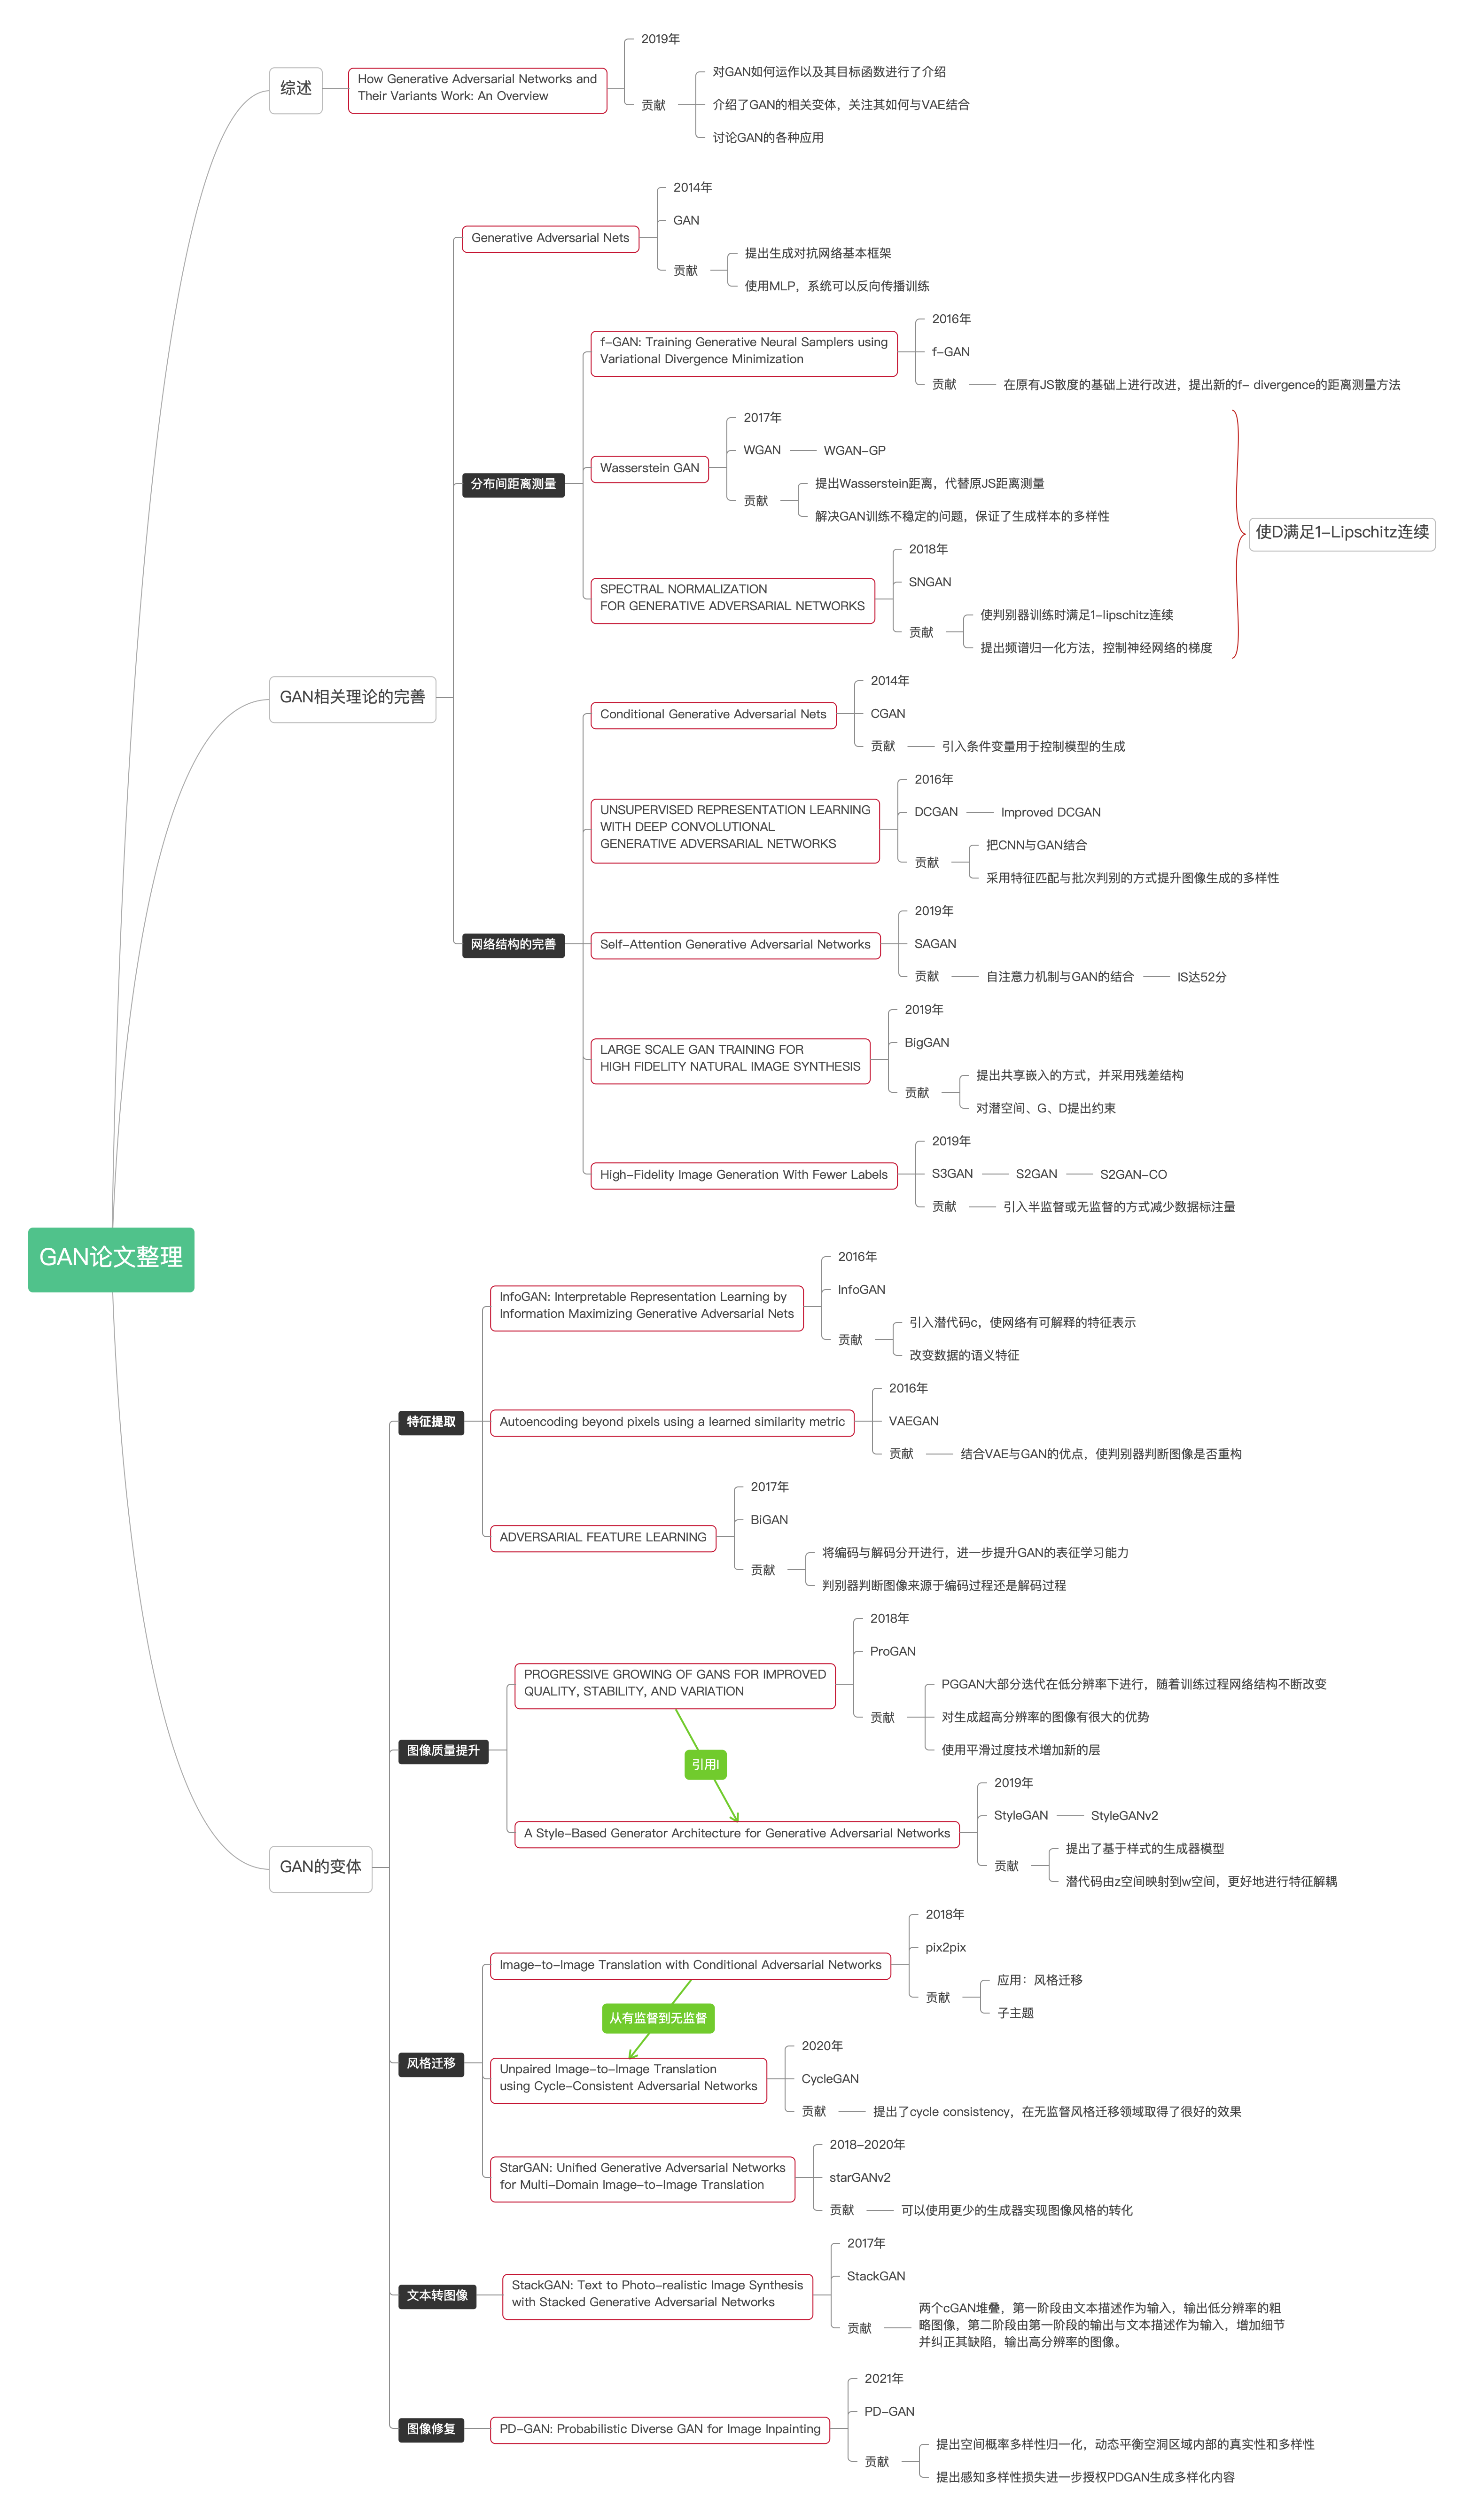 GAN论文整理
综述
How Generative Adversarial Networks and
Their Variants Work: An Overview
2019年
贡献
对GAN如何运作以及其目标函数进行了介绍
介绍了GAN的相关变体，关注其如何与VAE结合
讨论GAN的各种应用
GAN相关理论的完善
Generative Adversarial Nets
2014年
GAN
贡献
提出生成对抗网络基本框架
使用MLP，系统可以反向传播训练
分布间距离测量
f-GAN: Training Generative Neural Samplers using
Variational Divergence Minimization
2016年
f-GAN
贡献
在原有JS散度的基础上进行改进，提出新的f- divergence的距离测量方法
Wasserstein GAN
2017年
WGAN
WGAN-GP
贡献
提出Wasserstein距离，代替原JS距离测量
解决GAN训练不稳定的问题，保证了生成样本的多样性
SPECTRAL NORMALIZATION
FOR GENERATIVE ADVERSARIAL NETWORKS
2018年
SNGAN
贡献
使判别器训练时满足1-lipschitz连续
提出频谱归一化方法，控制神经网络的梯度
使D满足1-Lipschitz连续
网络结构的完善
Conditional Generative Adversarial Nets
2014年
CGAN
贡献
引入条件变量用于控制模型的生成
UNSUPERVISED REPRESENTATION LEARNING
WITH DEEP CONVOLUTIONAL
GENERATIVE ADVERSARIAL NETWORKS
2016年
DCGAN
Improved DCGAN
贡献
把CNN与GAN结合
采用特征匹配与批次判别的方式提升图像生成的多样性
Self-Attention Generative Adversarial Networks
2019年
SAGAN
贡献
自注意力机制与GAN的结合
IS达52分
LARGE SCALE GAN TRAINING FOR
HIGH FIDELITY NATURAL IMAGE SYNTHESIS
2019年
BigGAN
贡献
提出共享嵌入的方式，并采用残差结构
对潜空间、G、D提出约束
High-Fidelity Image Generation With Fewer Labels
2019年
S3GAN
S2GAN
S2GAN-CO
贡献
引入半监督或无监督的方式减少数据标注量
GAN的变体
特征提取
InfoGAN: Interpretable Representation Learning by
Information Maximizing Generative Adversarial Nets
2016年
InfoGAN
贡献
引入潜代码c，使网络有可解释的特征表示
改变数据的语义特征
Autoencoding beyond pixels using a learned similarity metric
2016年
VAEGAN
贡献
结合VAE与GAN的优点，使判别器判断图像是否重构
ADVERSARIAL FEATURE LEARNING
2017年
BiGAN
贡献
将编码与解码分开进行，进一步提升GAN的表征学习能力
判别器判断图像来源于编码过程还是解码过程
图像质量提升
PROGRESSIVE GROWING OF GANS FOR IMPROVED
QUALITY, STABILITY, AND VARIATION
2018年
ProGAN
贡献
PGGAN大部分迭代在低分辨率下进行，随着训练过程网络结构不断改变
对生成超高分辨率的图像有很大的优势
使用平滑过度技术增加新的层
引用l
A Style-Based Generator Architecture for Generative Adversarial Networks
2019年
StyleGAN
StyleGANv2
贡献
提出了基于样式的生成器模型
潜代码由z空间映射到w空间，更好地进行特征解耦
风格迁移
Image-to-Image Translation with Conditional Adversarial Networks
2018年
pix2pix
贡献
应用：风格迁移
子主题
从有监督到无监督
Unpaired Image-to-Image Translation
using Cycle-Consistent Adversarial Networks
2020年
CycleGAN
贡献
提出了cycle consistency，在无监督风格迁移领域取得了很好的效果
StarGAN: Unified Generative Adversarial Networks
for Multi-Domain Image-to-Image Translation
2018-2020年
starGANv2
贡献
可以使用更少的生成器实现图像风格的转化
文本转图像
StackGAN: Text to Photo-realistic Image Synthesis
with Stacked Generative Adversarial Networks
2017年
StackGAN
贡献
两个cGAN堆叠，第一阶段由文本描述作为输入，输出低分辨率的粗
略图像，第二阶段由第一阶段的输出与文本描述作为输入，增加细节
并纠正其缺陷，输出高分辨率的图像。
图像修复
PD-GAN: Probabilistic Diverse GAN for Image Inpainting
2021年
PD-GAN
贡献
提出空间概率多样性归一化，动态平衡空洞区域内部的真实性和多样性
提出感知多样性损失进一步授权PDGAN生成多样化内容